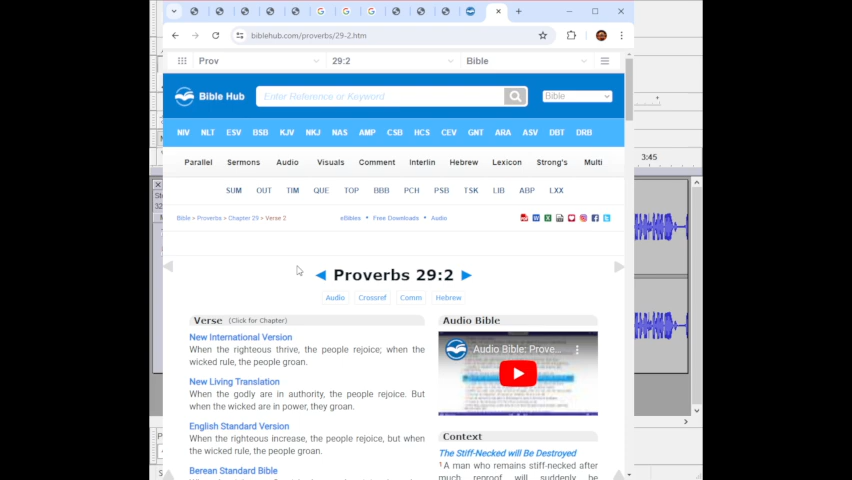 biblehub.com/proverbs/29-2.htm
Prov 29:2 Bible
Bible Hub Enter Reference or Keyword Bible
NIV NLT ESV BSB KJV NKJ NAS AMP CSB HCS CEV GNT ARA ASV DBT DRB
Parallel Sermons Audio Visuals Comment Interlin Hebrew Lexicon Strong's Multi
3:45
SUM OUT TIM QUE TOP BBB PCH PSB TSK LIB ABP LXX
Bible » Proverbs » Chapter 29 » Verse 2
eBibles • Free Downloads • Audio
◄ Proverbs 29:2 ►
Audio Crossref Comm Hebrew
Verse (Click for Chapter)
New International Version
When the righteous thrive, the people rejoice; when the
wicked rule, the people groan.
New Living Translation
When the godly are in authority, the people rejoice. But
when the wicked are in power, they groan.
English Standard Version
When the righteous increase, the people rejoice, but when
the wicked rule, the people groan.
Berean Standard Bible
Audio Bible
Audio Bible: Prove...
Context
The Stiff-Necked will Be Destroyed
1A man who remains stiff-necked after
much reproof will suddenly be